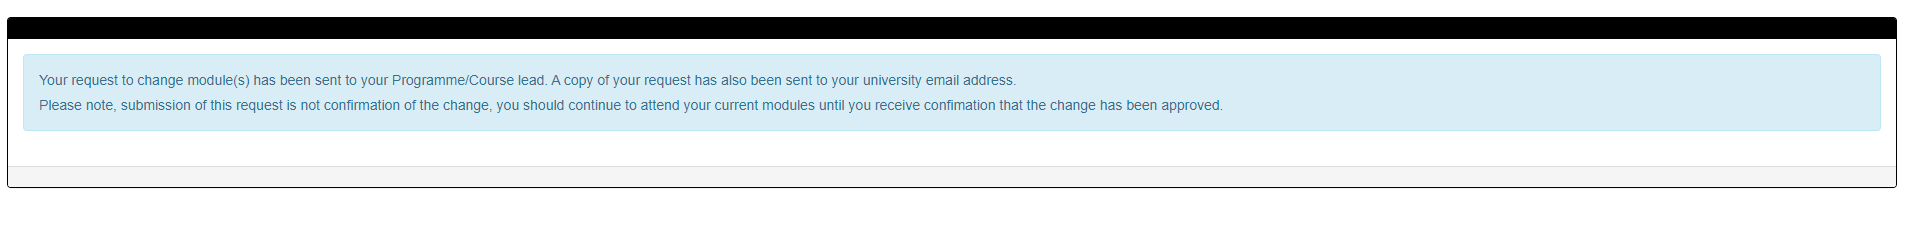 Your request to change module(s) has been sent to your Programme/Course lead. A copy of your request has also been sent to your university email address.
Please note, submission of this request is not confirmation of the change, you should continue to attend your current modules until you receive confimation that the change has been approved.